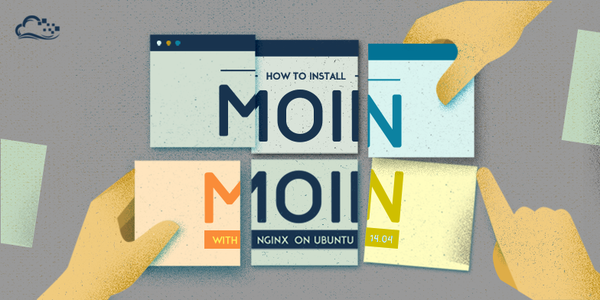 HOW TO INSTALL
MOIN
MOIN
WITH NGINX ON UBUNTU 14.04